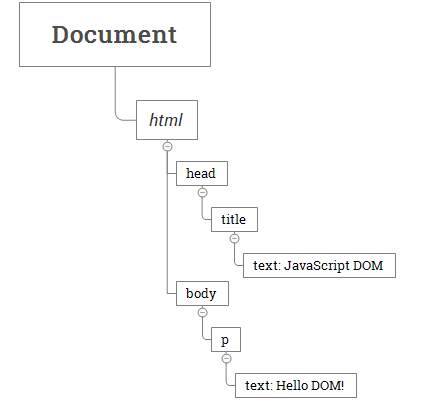 Document
html
head
title
text: JavaScript DOM
body
p
text: Hello DOM!